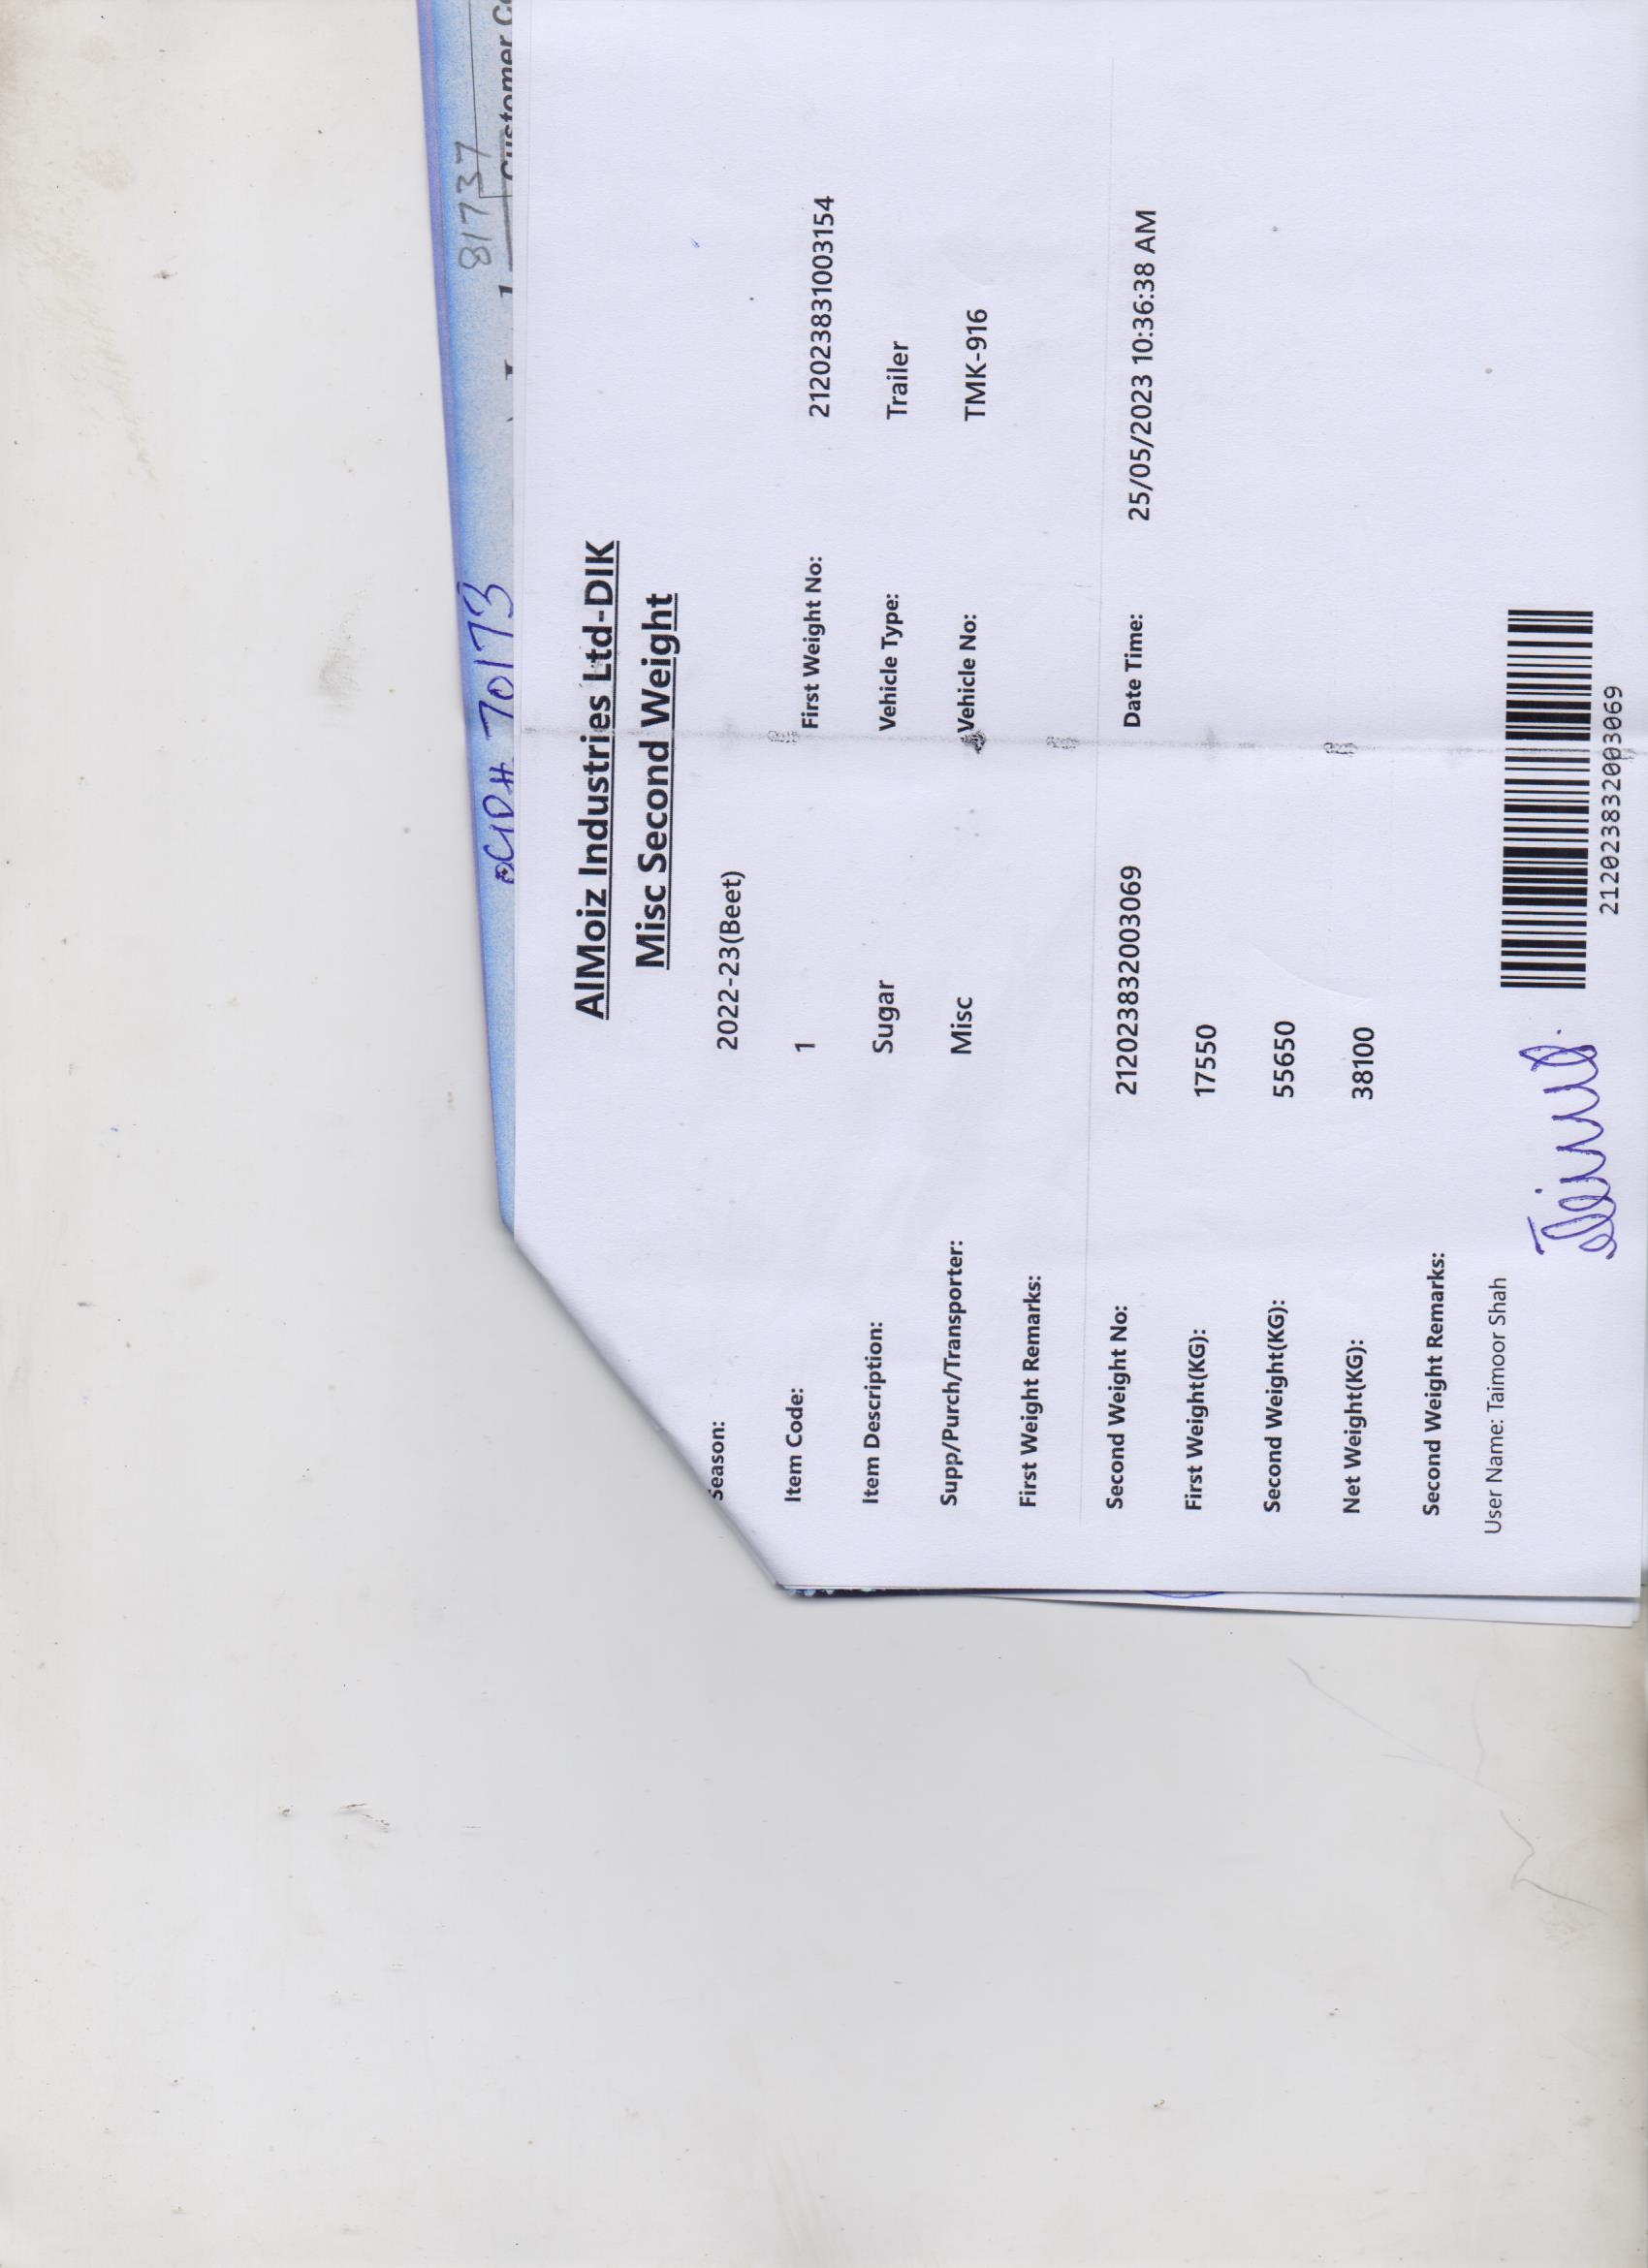 81737
Customer C
70173
AlMoiz Industries Ltd-DIK
Misc Second Weight
Season: 2022-23(Beet)
Item Code: 1 First Weight No: 2120238310031​54
Item Description: Sugar Vehicle Type: Trailer
Supp/Purch/Transporter: Misc Vehicle No: TMK-916
First Weight Remarks:
Second Weight No: 212023832003069 Date Time: 25/05/2023 10:36:38 AM
First Weight(KG): 17550
Second Weight(KG): 55650
Net Weight(KG): 38100
Second Weight Remarks:
User Name: Taimoor Shah
212023832003069